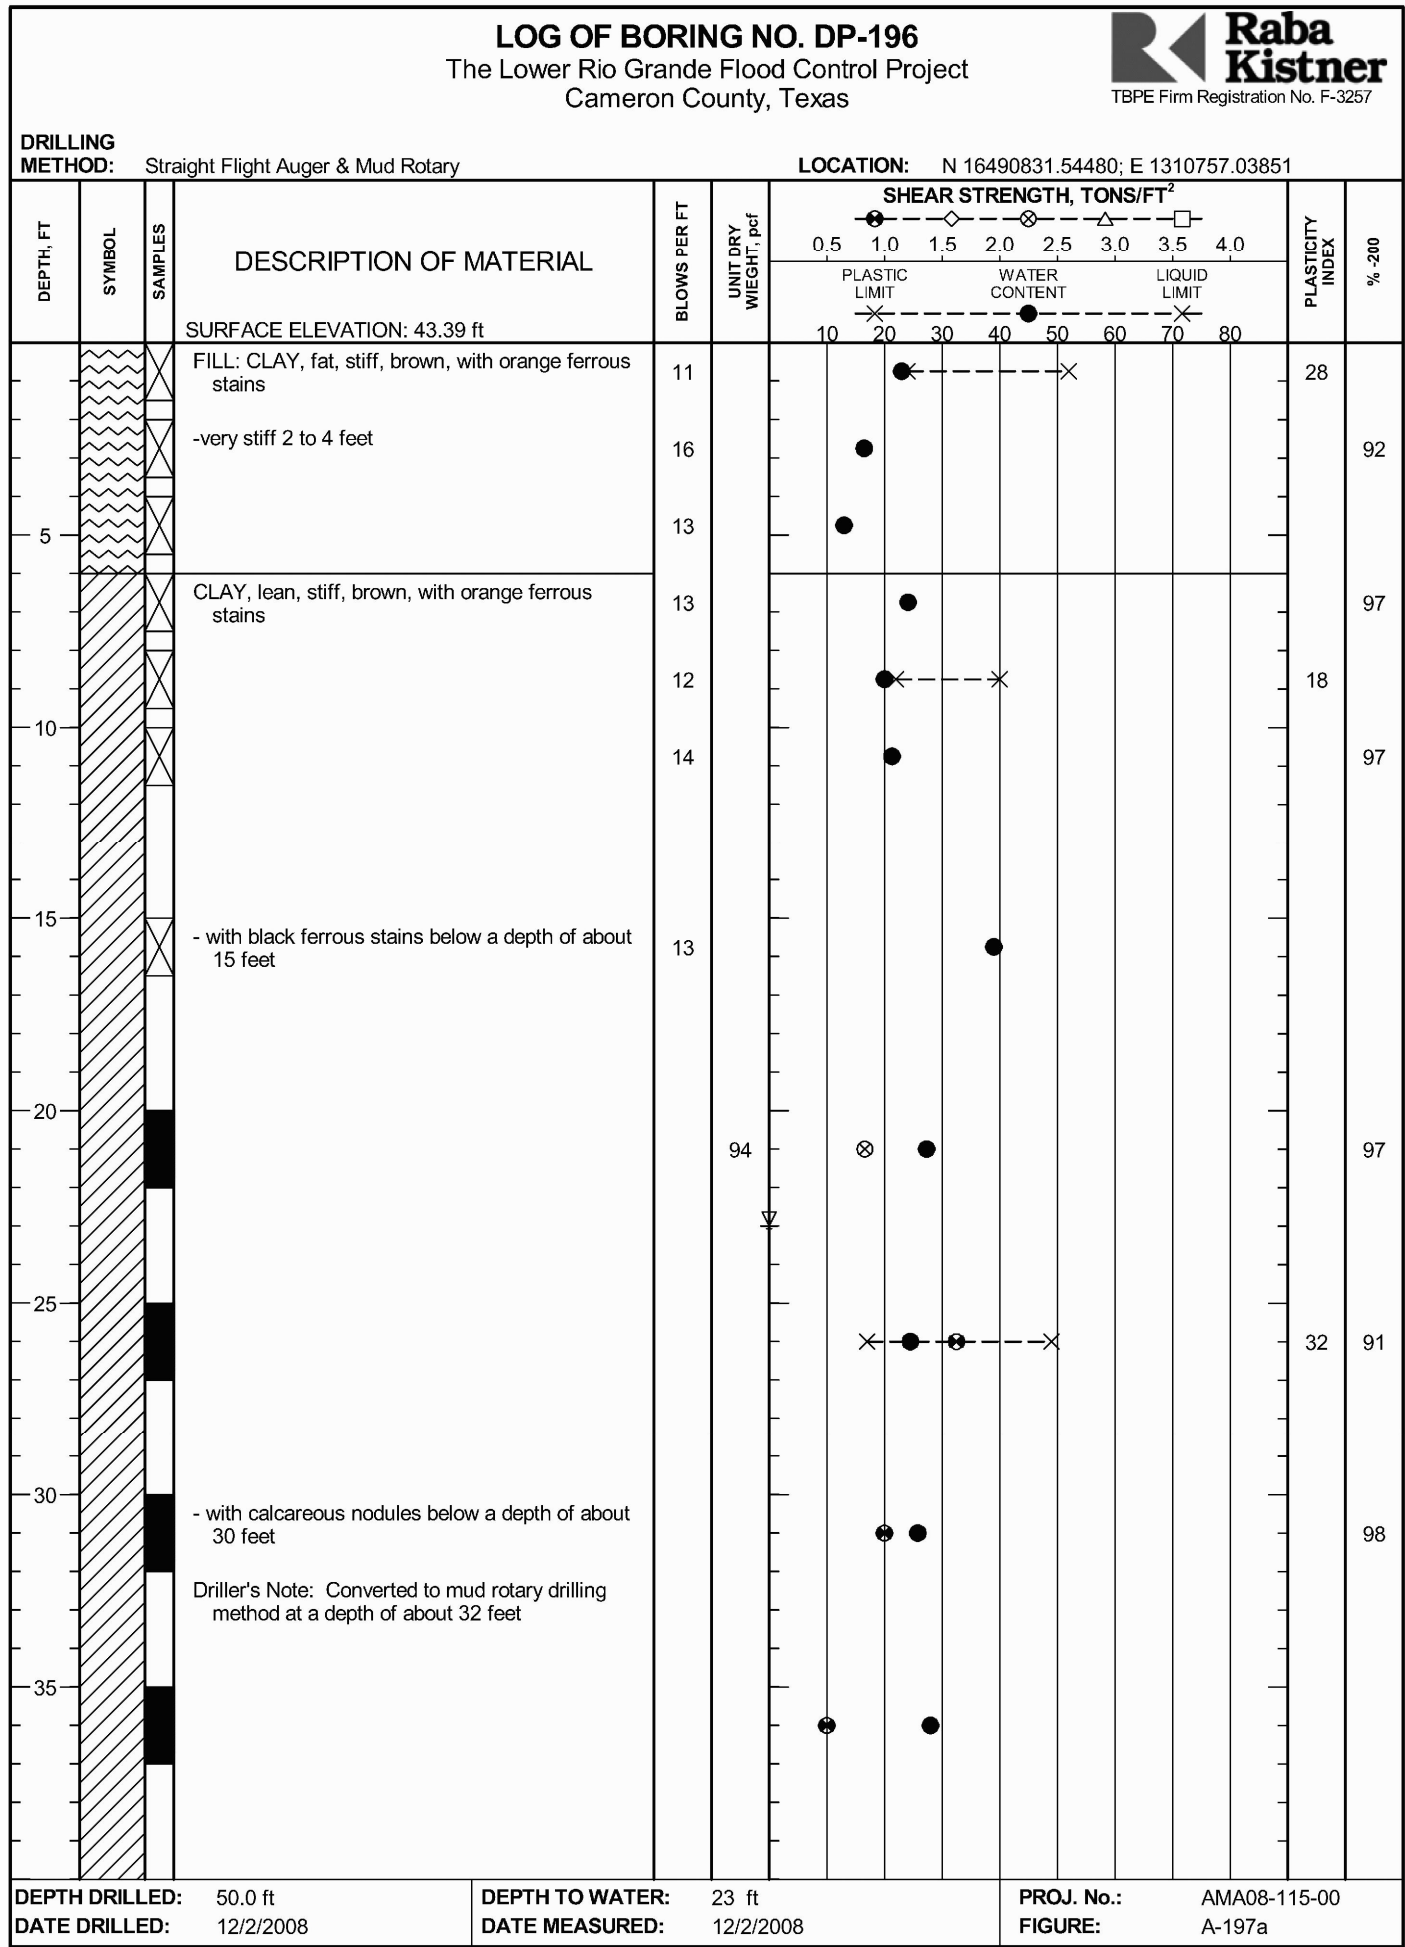 LOG OF BORING NO. DP-196
The Lower Rio Grande Flood Control Project
Cameron County, Texas
Raba
Kistner
TBPE Firm Registration No. F-3257
DRILLING
METHOD: Straight Flight Auger & Mud Rotary
LOCATION: N 16490831.54480; E 1310757.03851
DEPTH, FT
SYMBOL
SAMPLES
DESCRIPTION OF MATERIAL
SURFACE ELEVATION: 43.39 ft
BLOWS PER FT
UNIT DRY
WIEGHT, pcf
SHEAR STRENGTH, TONS/FT²
0.5 1.0 1.5 2.0 2.5 3.0 3.5 4.0
PLASTIC
LIMIT
WATER
CONTENT
LIQUID
LIMIT
10 20 30 40 50 60 70 80
PLASTICITY
INDEX
% -200
FILL: CLAY, fat, stiff, brown, with orange ferrous
stains
11
28
-very stiff 2 to 4 feet
16
92
5
13
CLAY, lean, stiff, brown, with orange ferrous
stains
13
97
12
18
10
14
97
15
- with black ferrous stains below a depth of about
15 feet
13
20
94
97
25
32
91
30
- with calcareous nodules below a depth of about
30 feet
98
Driller's Note: Converted to mud rotary drilling
method at a depth of about 32 feet
35
DEPTH DRILLED: 50.0 ft
DATE DRILLED: 12/2/2008
DEPTH TO WATER: 23 ft
DATE MEASURED: 12/2/2008
PROJ. No.: AMA08-115-00
FIGURE: A-197a